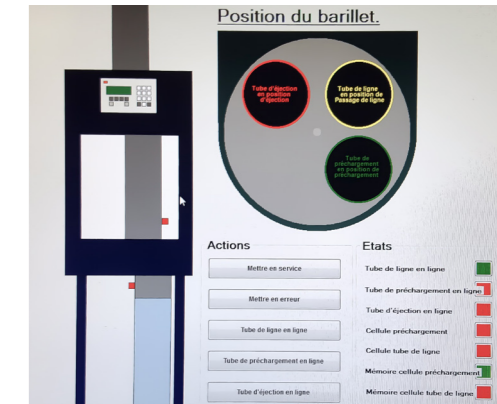 Position du barillet.
Tube d'éjection
en position
d'éjection
Tube de ligne
en position de
Passage de ligne
Tube de
préchargement
en position de
préchargement
Actions
Mettre en service
Mettre en erreur
Tube de ligne en ligne
Tube de préchargement en ligne
Tube d'éjection en ligne
Etats
Tube de ligne en ligne
Tube de préchargement en ligne
Tube d'éjection en ligne
Cellule préchargement
Cellule tube de ligne
Mémoire cellule préchargement
Mémoire cellule tube de ligne